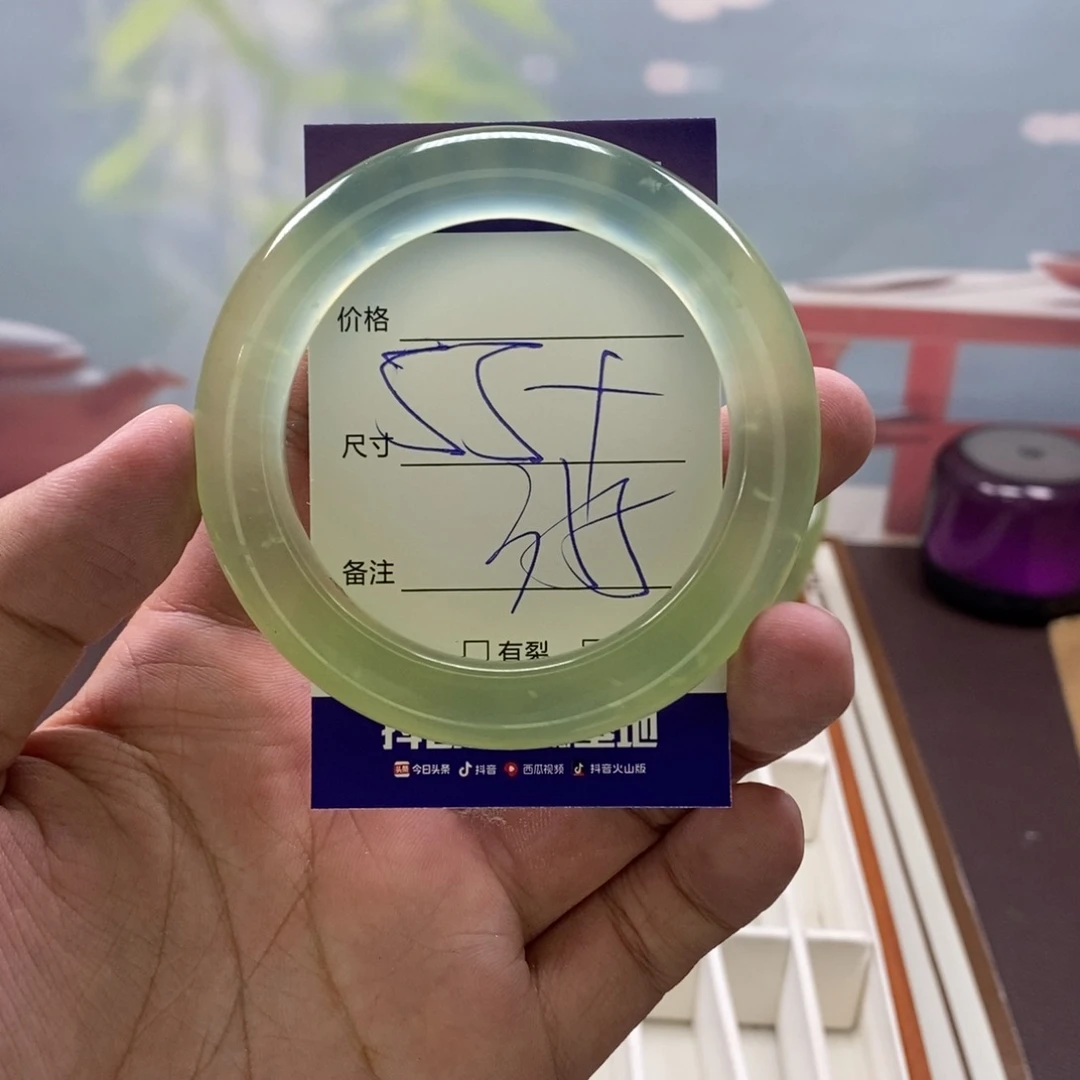 价格
55+
尺寸
备注
□ 有裂
今日头条 抖音 西瓜视频 抖音火山版